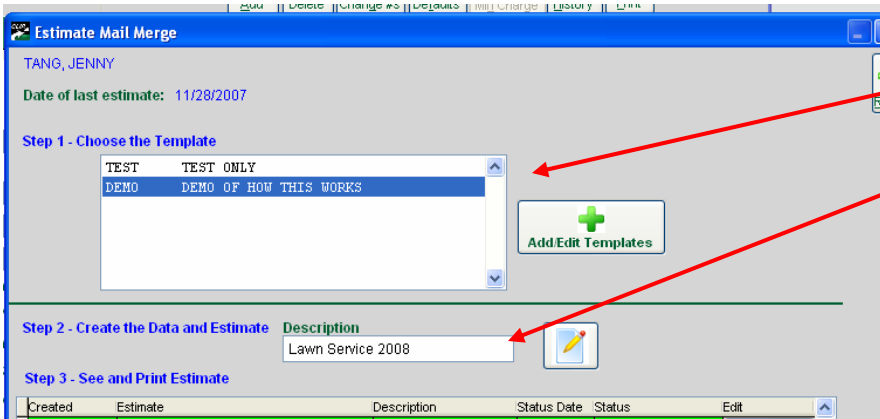 Add Delete Change #s Defaults Min Charge History Print
Estimate Mail Merge
TANG, JENNY
Date of last estimate: 11/28/2007
Step 1 - Choose the Template
TEST TEST ONLY
DEMO DEMO OF HOW THIS WORKS
Add/Edit Templates
Step 2 - Create the Data and Estimate Description
Lawn Service 2008
Step 3 - See and Print Estimate
Created Estimate Description Status Date Status Edit